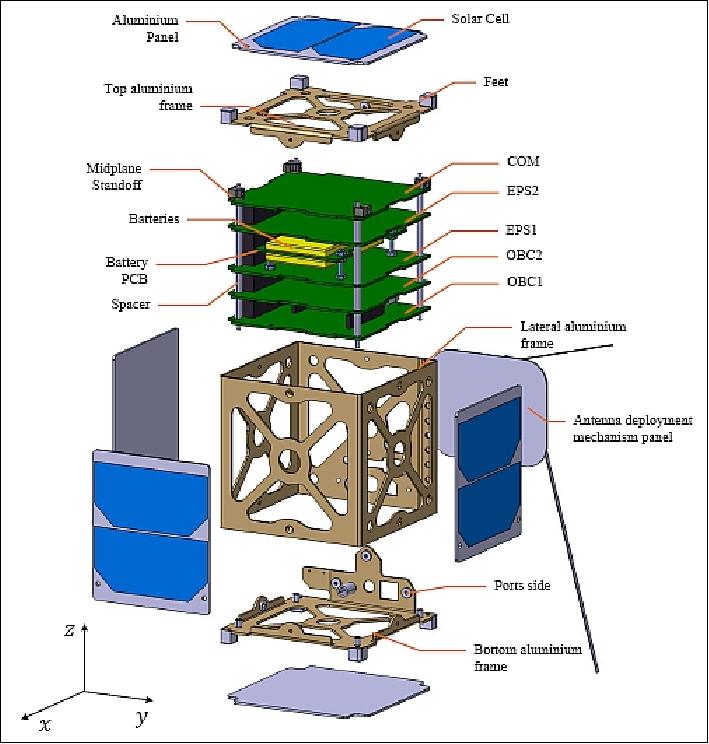 Aluminium
Panel
Solar Cell
Top aluminium
frame
Feet
Midplane
Standoff
COM
EPS2
Batteries
EPS1
Battery
PCB
OBC2
OBC1
Spacer
Lateral aluminium
frame
Antenna deployment
mechanism panel
Ports side
Bottom aluminium
frame
z
x
y